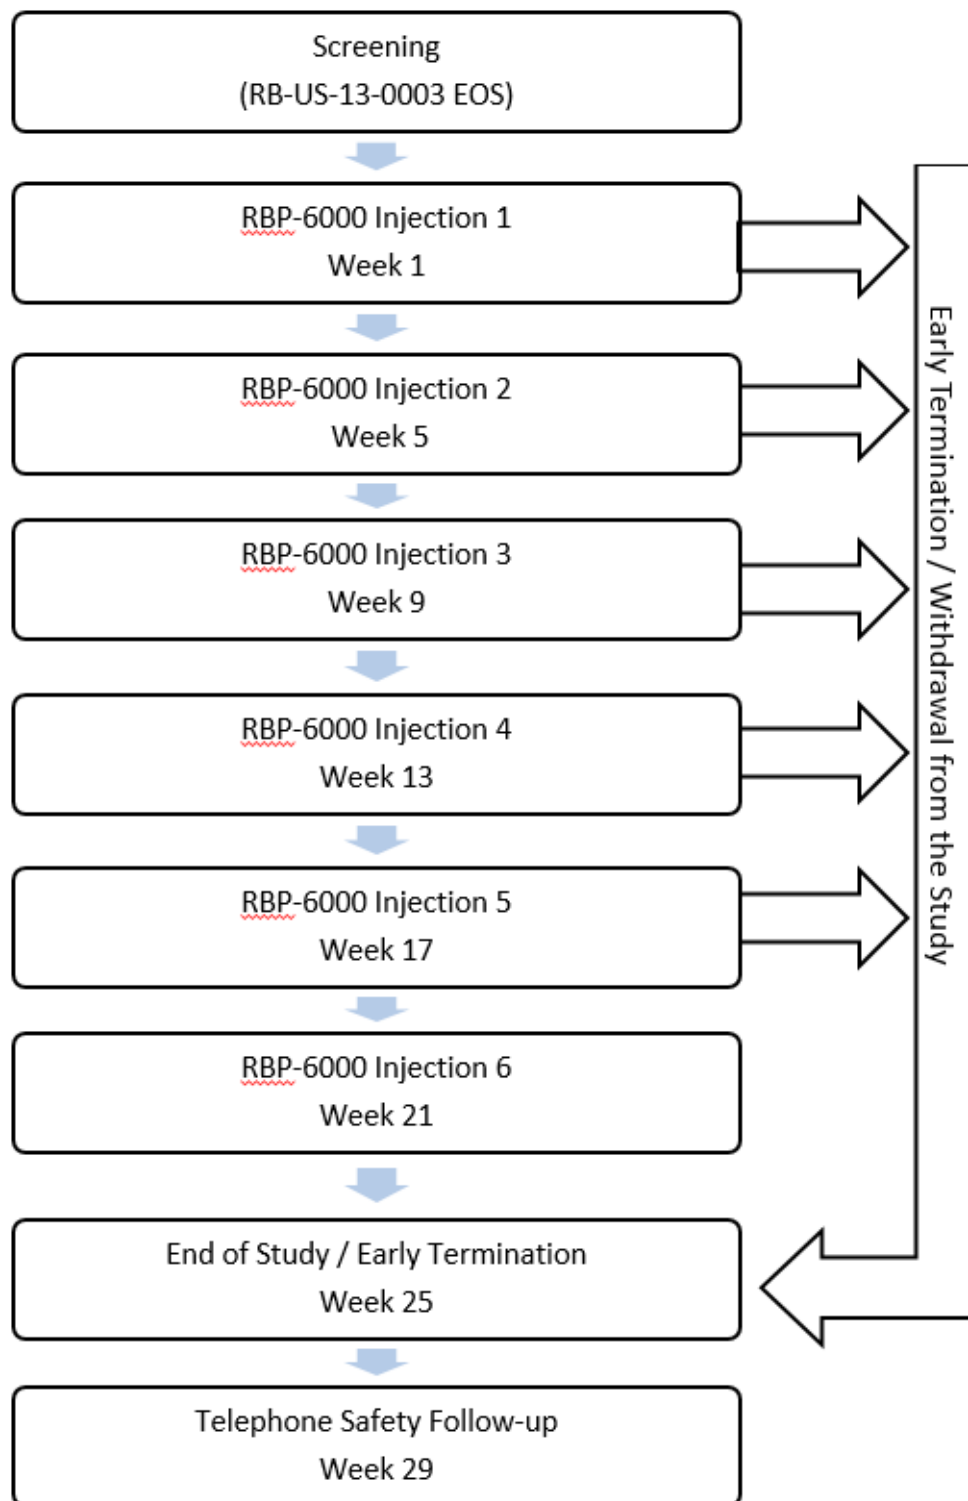 Screening
(RB-US-13-0003 EOS)
RBP-6000 Injection 1
Week 1
RBP-6000 Injection 2
Week 5
RBP-6000 Injection 3
Week 9
RBP-6000 Injection 4
Week 13
RBP-6000 Injection 5
Week 17
RBP-6000 Injection 6
Week 21
End of Study / Early Termination
Week 25
Telephone Safety Follow-up
Week 29
Early Termination / Withdrawal from the Study